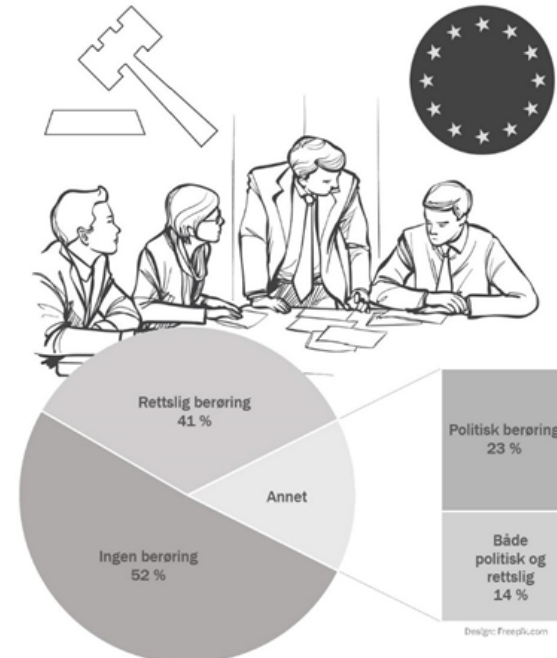 Rettslig berøring
41 %
Politisk berøring
23 %
Annet
Ingen berøring
52 %
Både
politisk og
rettslig
14 %
Design: Freepik.com